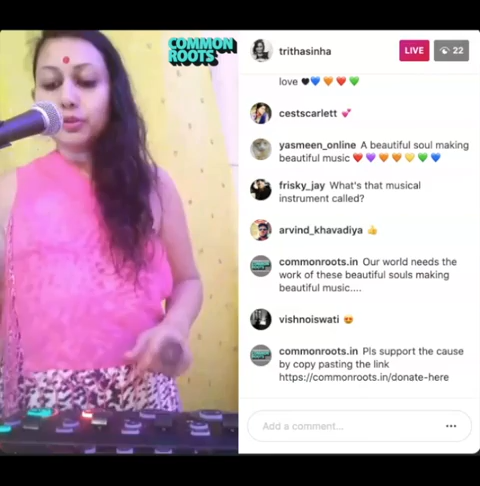 COMMON
ROOTS
trithasinha
LIVE
22
love 🖤💙🧡❤️💚
cestscarlett 💕
yasmeen_online A beautiful soul making
beautiful music ❤️💜🧡🧡💛💚💙
frisky_jay What's that musical
instrument called?
arvind_khavadiya 👍
commonroots.in Our world needs the
work of these beautiful souls making
beautiful music....
vishnoiswati 😍
commonroots.in Pls support the cause
by copy pasting the link
https://commonroots.in/donate-here
Add a comment...